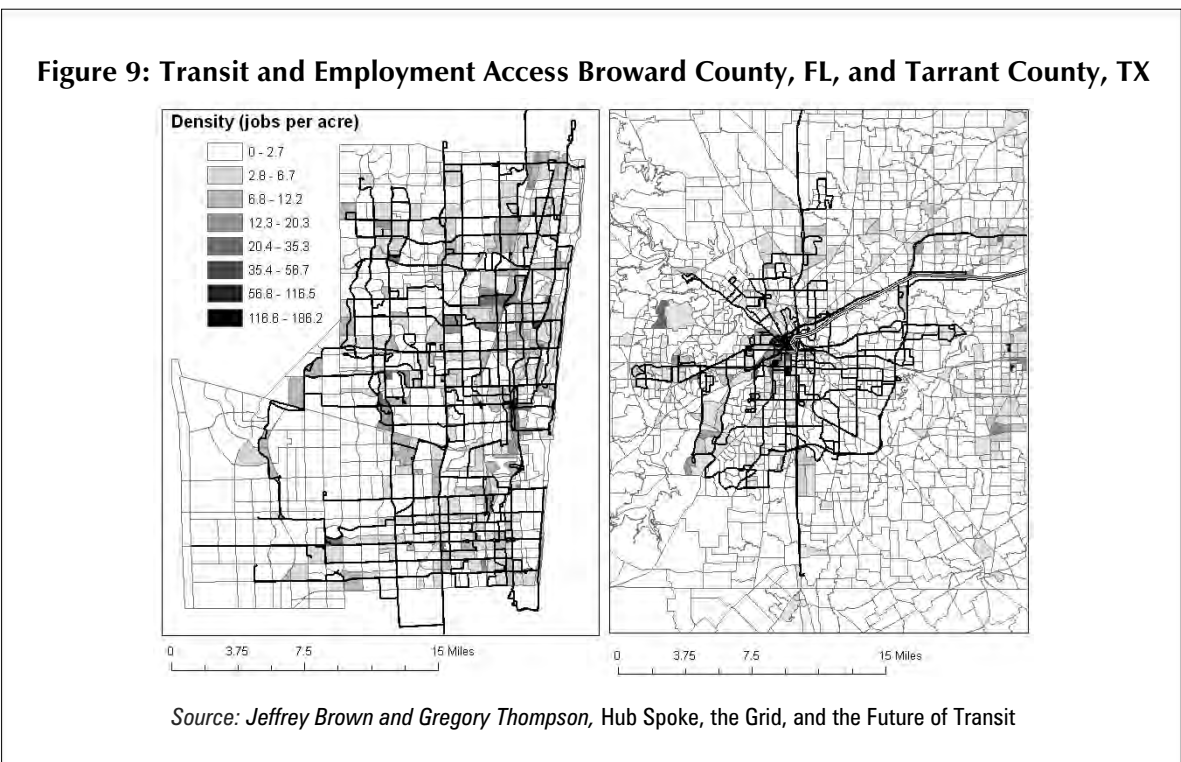 Figure 9: Transit and Employment Access Broward County, FL, and Tarrant County, TX
Density (jobs per acre)
0 - 2.7
2.8 - 6.7
6.8 - 12.2
12.3 - 20.3
20.4 - 35.3
35.4 - 56.7
56.8 - 116.5
116.6 - 186.2
0 3.75 7.5 15 Miles
0 3.75 7.5 15 Miles
Source: Jeffrey Brown and Gregory Thompson, Hub Spoke, the Grid, and the Future of Transit